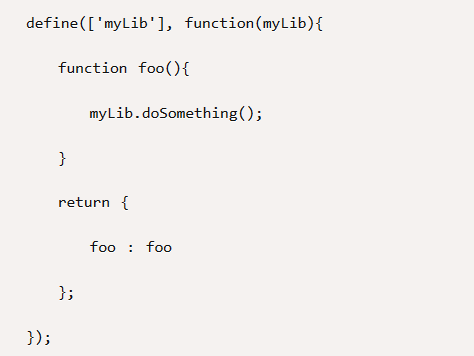 define(['myLib'], function(myLib){
function foo(){
myLib.doSomething();
}
return {
foo : foo
};
});